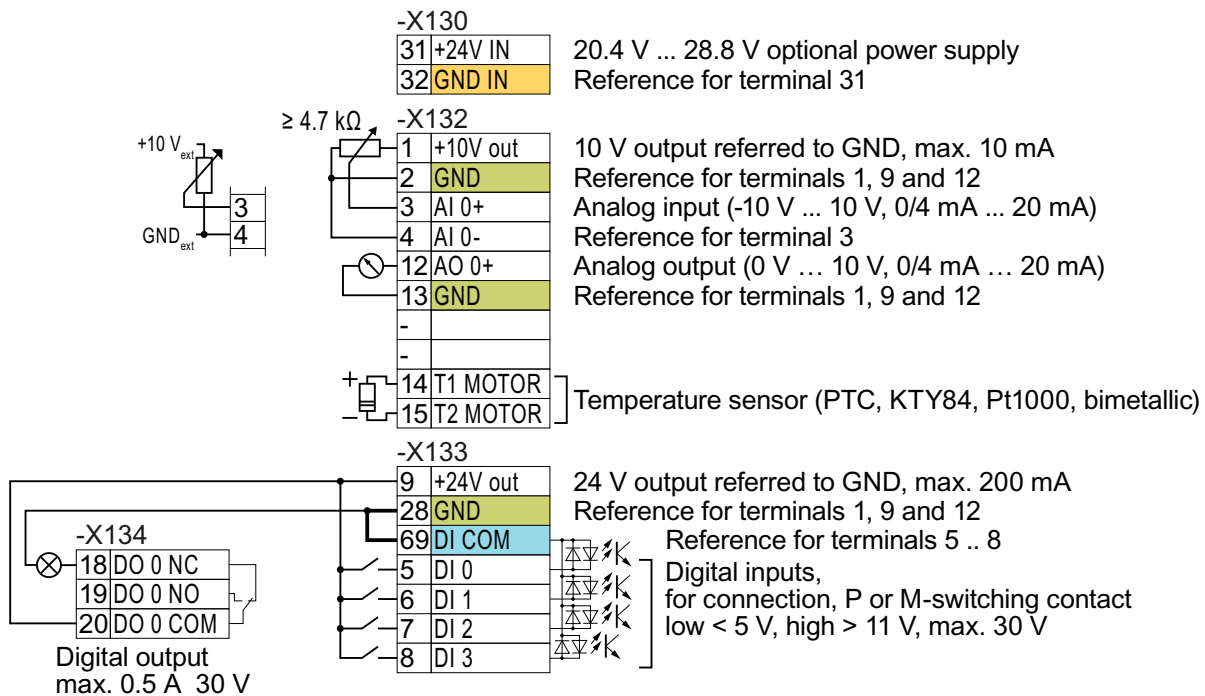 -X130
31 +24V IN 20.4 V ... 28.8 V optional power supply
32 GND IN Reference for terminal 31
≥ 4.7 kΩ
-X132
+10 Vext
1 +10V out 10 V output referred to GND, max. 10 mA
2 GND Reference for terminals 1, 9 and 12
3
3 AI 0+ Analog input (-10 V ... 10 V, 0/4 mA ... 20 mA)
GNDext 4
4 AI 0- Reference for terminal 3
12 AO 0+ Analog output (0 V … 10 V, 0/4 mA … 20 mA)
13 GND Reference for terminals 1, 9 and 12
-
-
+ 14 T1 MOTOR
Temperature sensor (PTC, KTY84, Pt1000, bimetallic)
– 15 T2 MOTOR
-X133
9 +24V out 24 V output referred to GND, max. 200 mA
28 GND Reference for terminals 1, 9 and 12
69 DI COM Reference for terminals 5 .. 8
5 DI 0
6 DI 1
7 DI 2
8 DI 3
Digital inputs,
for connection, P or M-switching contact
low < 5 V, high > 11 V, max. 30 V
-X134
18 DO 0 NC
19 DO 0 NO
20 DO 0 COM
Digital output
max. 0.5 A 30 V